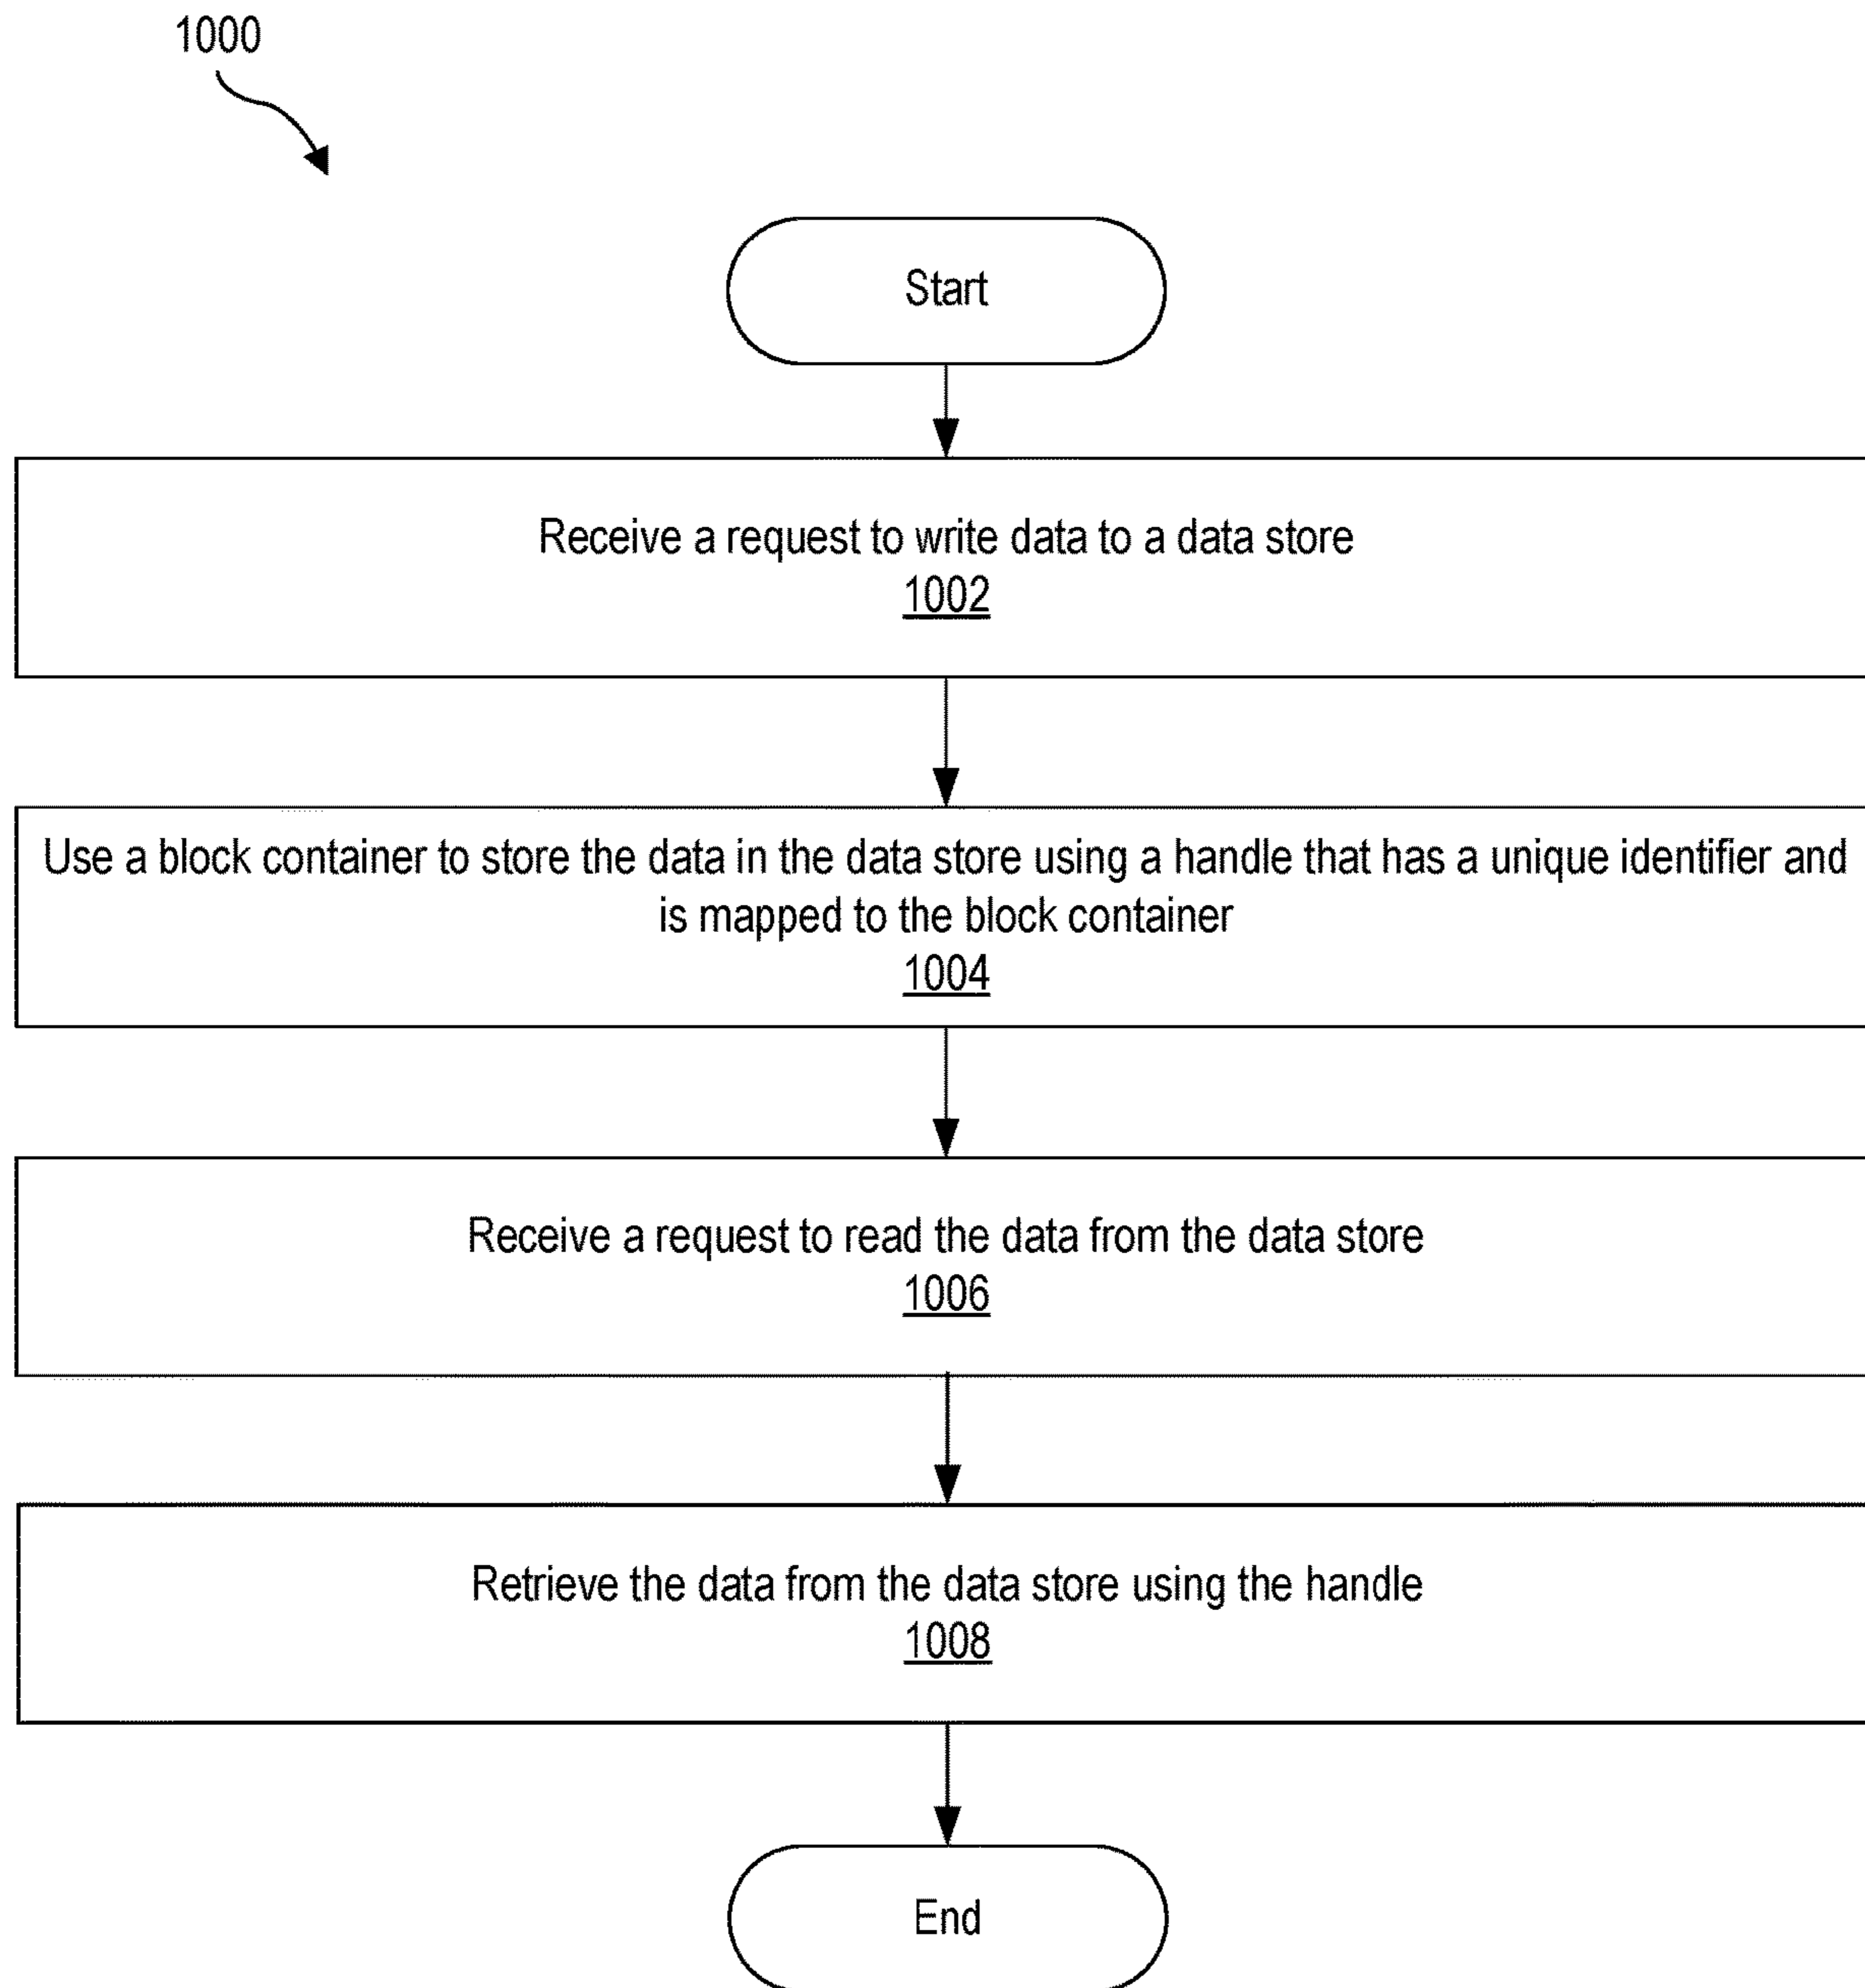 1000
Start
Receive a request to write data to a data store
1002
Use a block container to store the data in the data store using a handle that has a unique identifier and
is mapped to the block container
1004
Receive a request to read the data from the data store
1006
Retrieve the data from the data store using the handle
1008
End